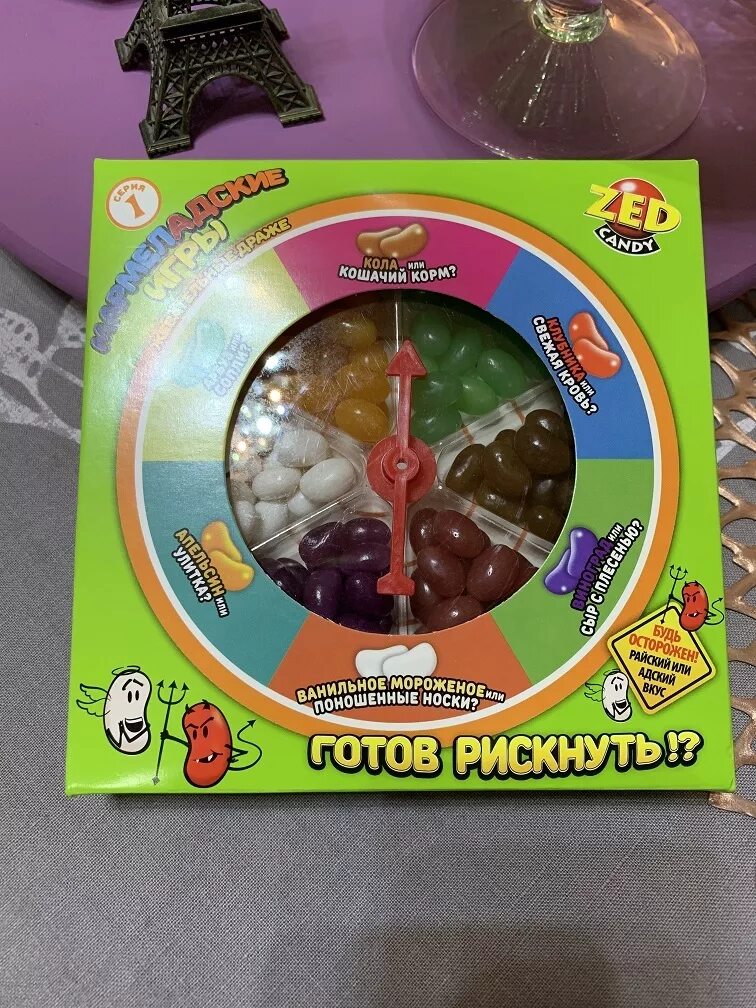 СЕРИЯ
1
МАРМЕЛАДСКИЕ
ИГРЫ
ДРАЖЕ
ZED
CANDY
КОЛА или
КОШАЧИЙ КОРМ?
КЛУБНИКА или
СВЕЖАЯ КРОВЬ?
ВИНОГРАД или
СЫР С ПЛЕСЕНЬЮ?
ВАНИЛЬНОЕ МОРОЖЕНОЕ или
ПОНОШЕННЫЕ НОСКИ?
АПЕЛЬСИН или
УЛИТКА?
БУДЬ
ОСТОРОЖЕН!
РАЙСКИЙ ИЛИ
АДСКИЙ
ВКУС
ГОТОВ РИСКНУТЬ!?